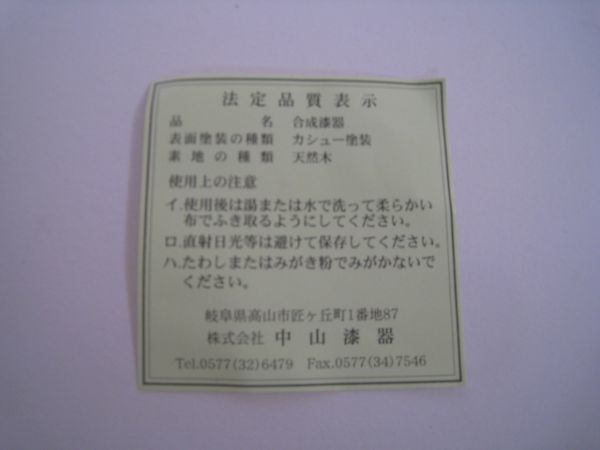 法定品質表示
品名 合成漆器
表面塗装の種類 カシュー塗装
素地の種類 天然木
使用上の注意
イ.使用後は湯または水で洗って柔らかい
布でふき取るようにしてください。
ロ.直射日光等は避けて保存してください。
ハ.たわしまたはみがき粉でみがかないで
ください。
岐阜県高山市匠ヶ丘町1番地87
株式会社 中山漆器
Tel.0577(32)6479 Fax.0577(34)7546